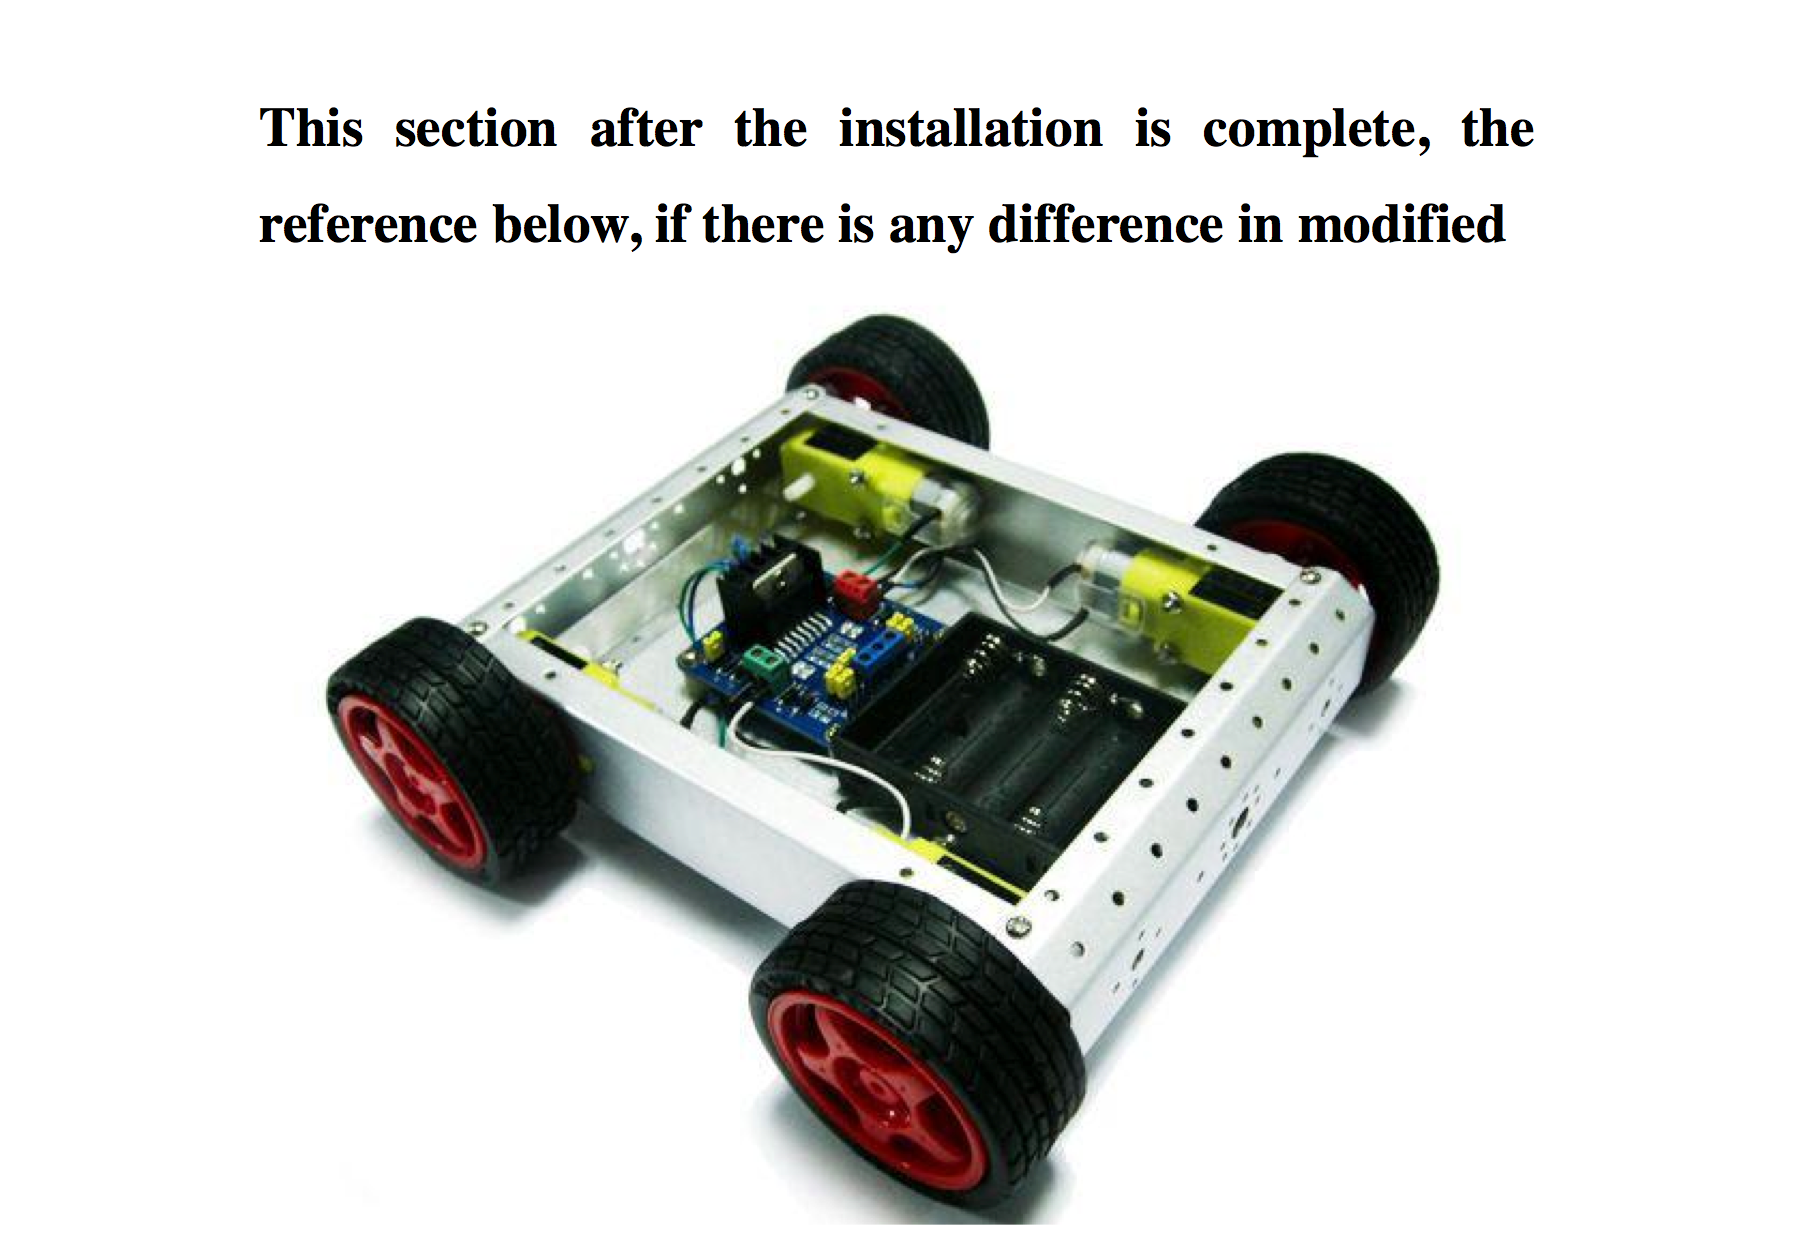 This section after the installation is complete, the
reference below, if there is any difference in modified